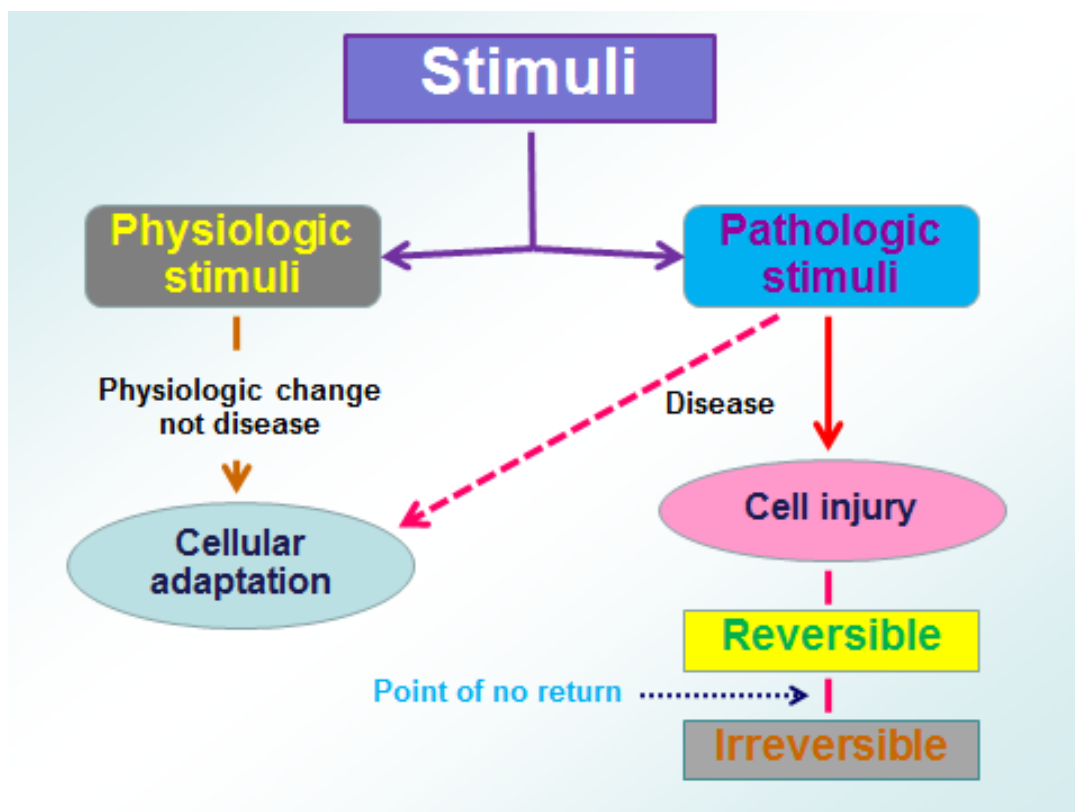 Stimuli
Physiologic
stimuli
Pathologic
stimuli
Physiologic change
not disease
Disease
Cellular
adaptation
Cell injury
Reversible
Point of no return
Irreversible